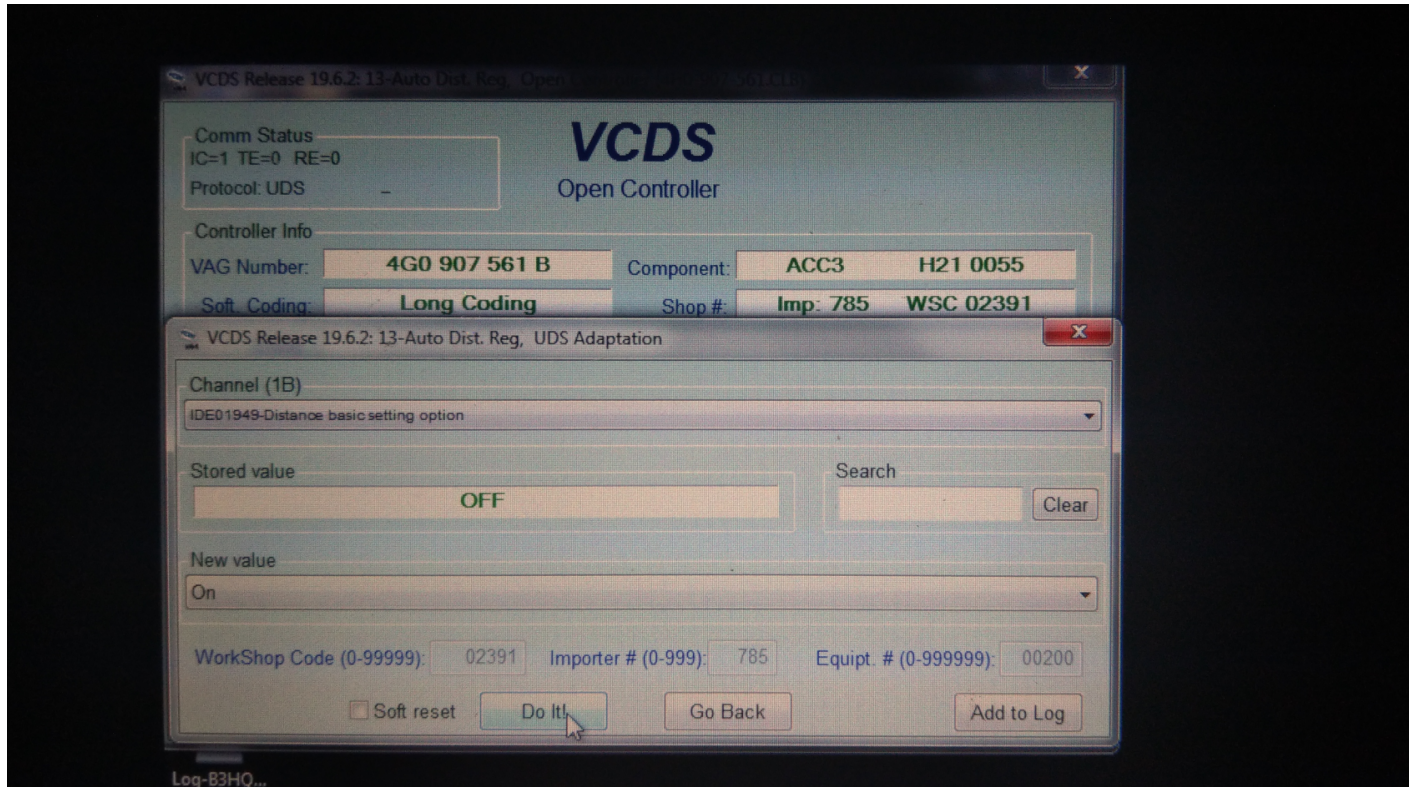 VCDS Release 19.6.2: 13-Auto Dist. Reg, Open
Comm Status
IC=1 TE=0 RE=0
Protocol: UDS
VCDS
Open Controller
Controller Info
VAG Number: 4G0 907 561 B Component: ACC3 H21 0055
Soft. Coding: Long Coding Shop #: Imp: 785 WSC 02391
VCDS Release 19.6.2: 13-Auto Dist. Reg, UDS Adaptation
Channel (1B)
IDE01949-Distance basic setting option
Stored value Search
OFF Clear
New value
On
WorkShop Code (0-99999): 02391 Importer # (0-999): 785 Equipt. # (0-999999): 00200
Soft reset Do It! Go Back Add to Log
Log-B3HQ...